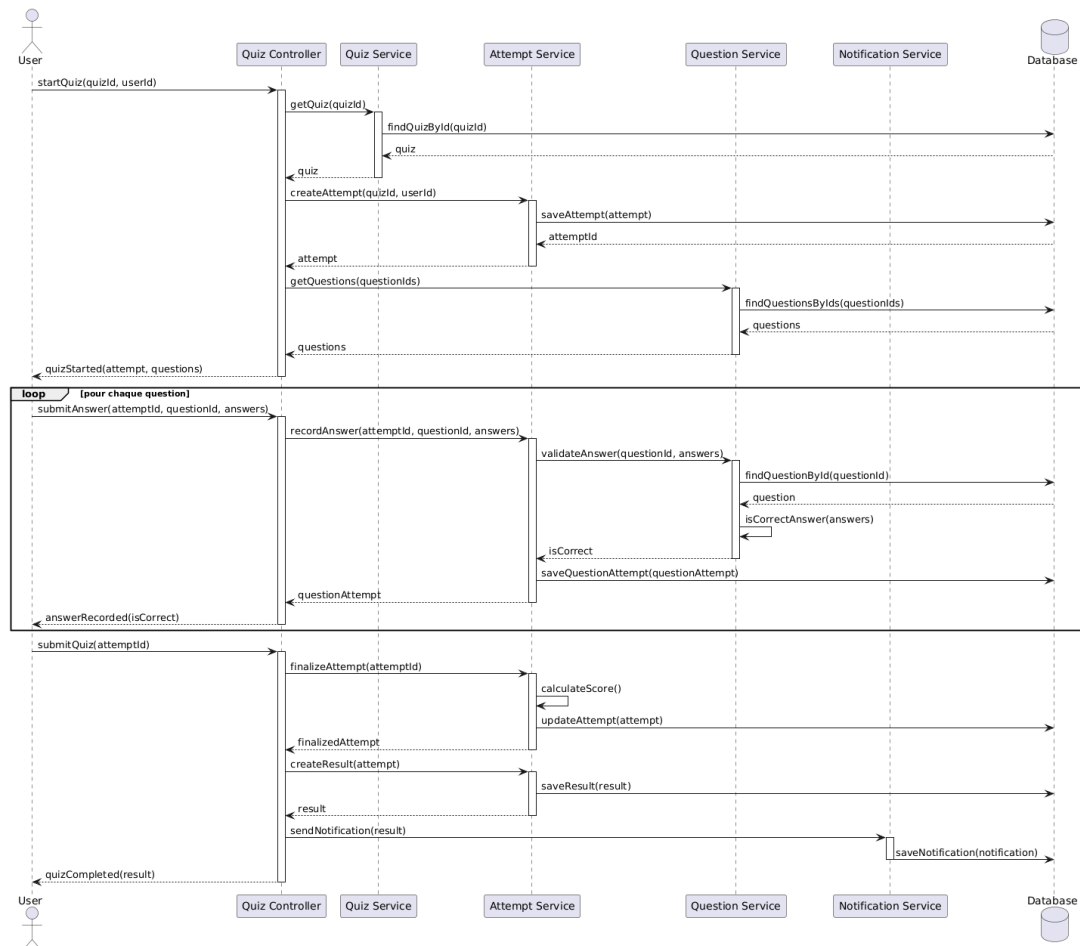 User
Quiz Controller
Quiz Service
Attempt Service
Question Service
Notification Service
Database
startQuiz(quizId, userId)
getQuiz(quizId)
findQuizById(quizId)
quiz
quiz
createAttempt(quizId, userId)
saveAttempt(attempt)
attemptId
attempt
getQuestions(questionIds)
findQuestionsByIds(questionIds)
questions
questions
quizStarted(attempt, questions)
loop
[pour chaque question]
submitAnswer(attemptId, questionId, answers)
recordAnswer(attemptId, questionId, answers)
validateAnswer(questionId, answers)
findQuestionById(questionId)
question
isCorrectAnswer(answers)
isCorrect
saveQuestionAttempt(questionAttempt)
questionAttempt
answerRecorded(isCorrect)
submitQuiz(attemptId)
finalizeAttempt(attemptId)
calculateScore()
updateAttempt(attempt)
finalizedAttempt
createResult(attempt)
saveResult(result)
result
sendNotification(result)
saveNotification(notification)
quizCompleted(result)
User
Quiz Controller
Quiz Service
Attempt Service
Question Service
Notification Service
Database